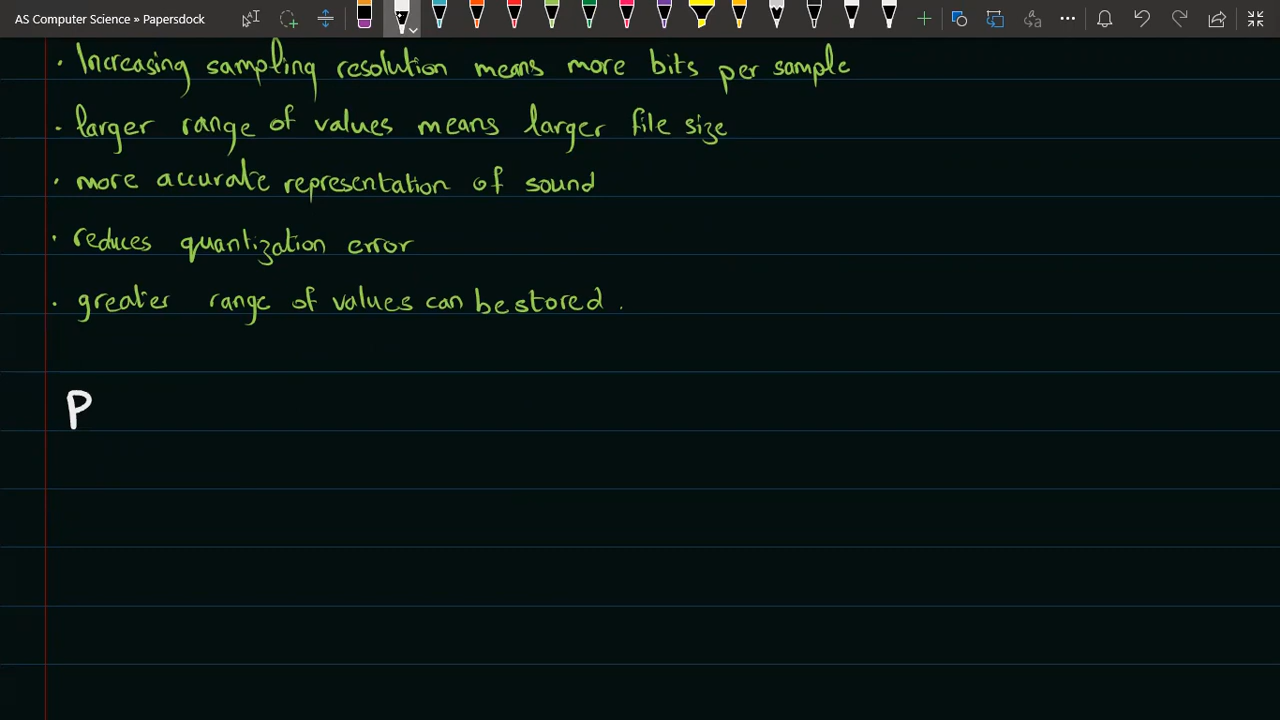 AS Computer Science » Papersdock
· Increasing sampling resolution means more bits per sample
· larger range of values means larger file size
· more accurate representation of sound
· reduces quantization error
· greater range of values can be stored.
P